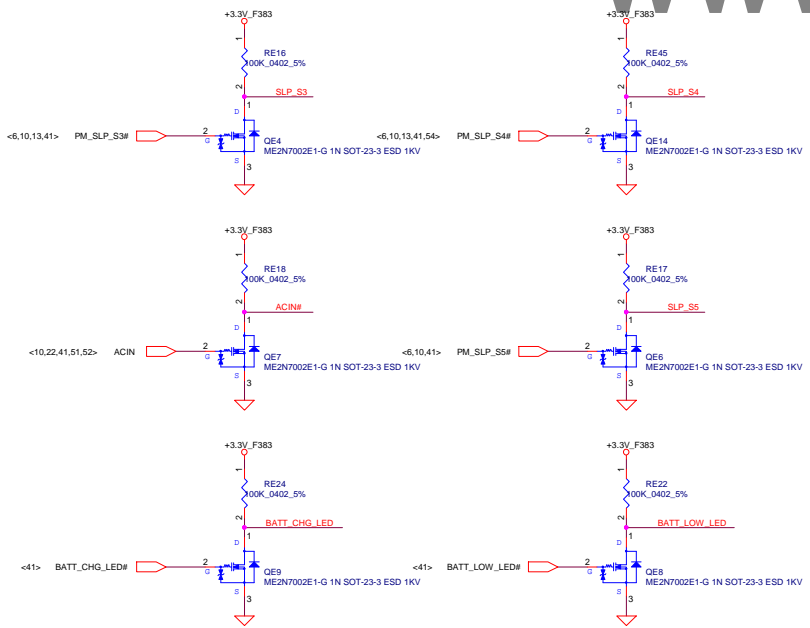 +3.3V_F383
1
RE16
100K_0402_5%
2
SLP_S3
D
1
<6,10,13,41> PM_SLP_S3#
2
G
QE4
ME2N7002E1-G 1N SOT-23-3 ESD 1KV
S
3
+3.3V_F383
1
RE45
100K_0402_5%
2
SLP_S4
D
1
<6,10,13,41,54> PM_SLP_S4#
2
G
QE14
ME2N7002E1-G 1N SOT-23-3 ESD 1KV
S
3
+3.3V_F383
1
RE18
100K_0402_5%
2
ACIN#
D
1
<10,22,41,51,52> ACIN
2
G
QE7
ME2N7002E1-G 1N SOT-23-3 ESD 1KV
S
3
+3.3V_F383
1
RE17
100K_0402_5%
2
SLP_S5
D
1
<6,10,41> PM_SLP_S5#
2
G
QE6
ME2N7002E1-G 1N SOT-23-3 ESD 1KV
S
3
+3.3V_F383
1
RE24
100K_0402_5%
2
BATT_CHG_LED
D
1
<41> BATT_CHG_LED#
2
G
QE9
ME2N7002E1-G 1N SOT-23-3 ESD 1KV
S
3
+3.3V_F383
1
RE22
100K_0402_5%
2
BATT_LOW_LED
D
1
<41> BATT_LOW_LED#
2
G
QE8
ME2N7002E1-G 1N SOT-23-3 ESD 1KV
S
3